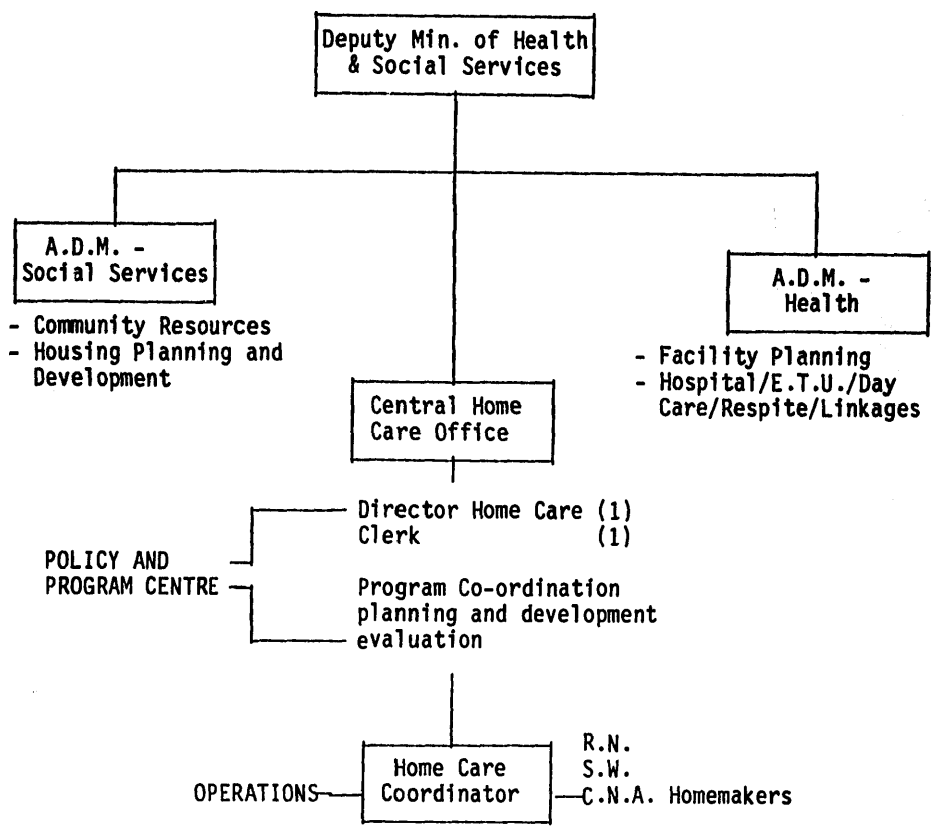 Deputy Min. of Health
& Social Services
A.D.M. -
Social Services
- Community Resources
- Housing Planning and
Development
A.D.M. -
Health
- Facility Planning
- Hospital/E.T.U./Day
Care/Respite/Linkages
Central Home
Care Office
Director Home Care (1)
Clerk (1)
POLICY AND
PROGRAM CENTRE
Program Co-ordination
planning and development
evaluation
OPERATIONS
Home Care
Coordinator
R.N.
S.W.
C.N.A. Homemakers